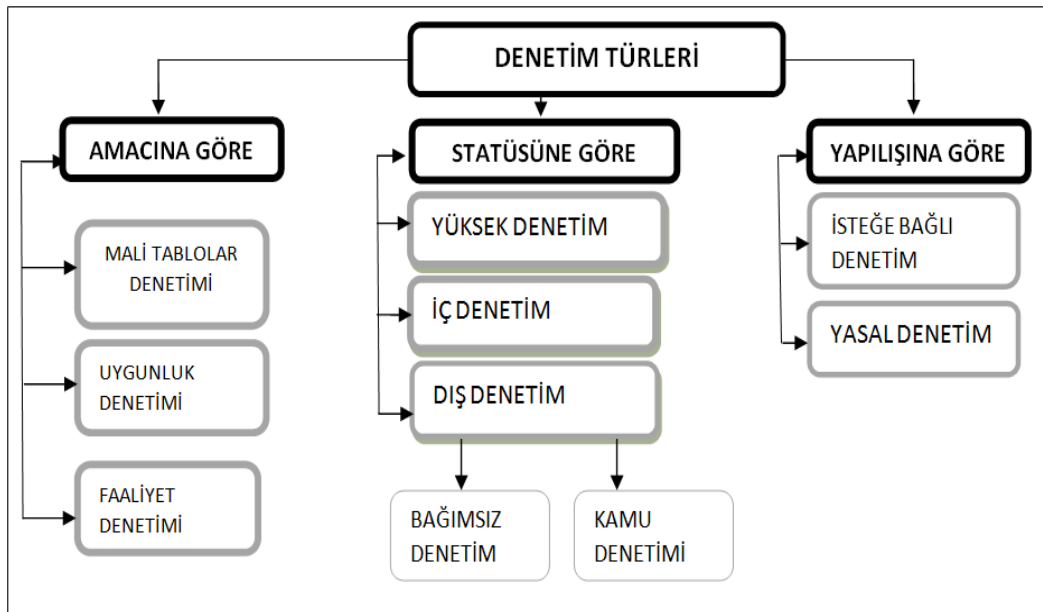 DENETİM TÜRLERİ
AMACINA GÖRE
MALİ TABLOLAR
DENETİMİ
UYGUNLUK
DENETİMİ
FAALİYET
DENETİMİ
STATÜSÜNE GÖRE
YÜKSEK DENETİM
İÇ DENETİM
DIŞ DENETİM
BAĞIMSIZ
DENETİM
KAMU
DENETİMİ
YAPILIŞINA GÖRE
İSTEĞE BAĞLI
DENETİM
YASAL DENETİM